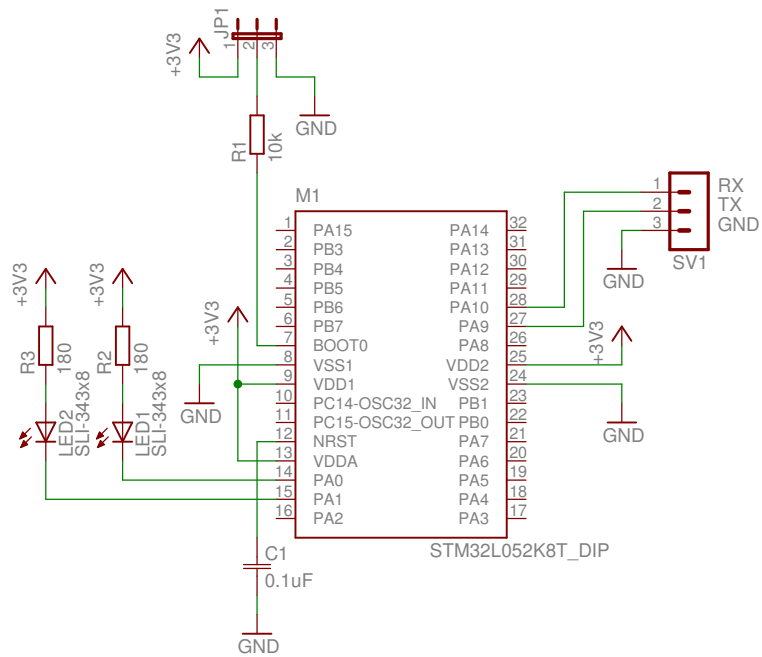 JP1
1
2
3
+3V3
GND
R1
10k
M1
1 PA15
2 PB3
3 PB4
4 PB5
5 PB6
6 PB7
7 BOOT0
8 VSS1
9 VDD1
10 PC14-OSC32_IN
11 PC15-OSC32_OUT
12 NRST
13 VDDA
14 PA0
15 PA1
16 PA2
PA14 32
PA13 31
PA12 30
PA11 29
PA10 28
PA9 27
PA8 26
VDD2 25
VSS2 24
PB1 23
PB0 22
PA7 21
PA6 20
PA5 19
PA4 18
PA3 17
STM32L052K8T_DIP
1 RX
2 TX
3 GND
SV1
GND
+3V3
GND
+3V3
GND
+3V3
R3
180
LED2
SLI-343x8
+3V3
R2
180
LED1
SLI-343x8
C1
0.1uF
GND